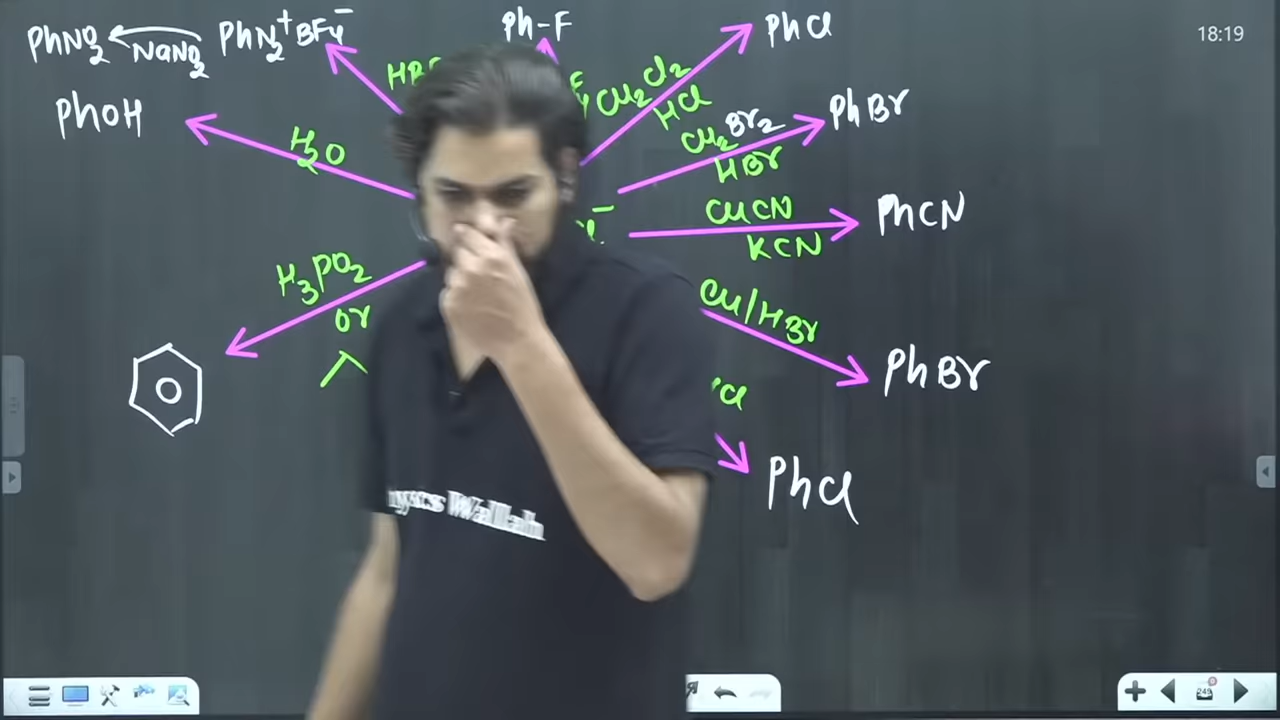 PhNO2 NaNO2 PhN2+BF4-
Ph-F
PhCl
18:19
Cu2Cl2
HCl
PhOH
H2O
Cu2Br2
HBr
PhBr
CuCN
KCN
PhCN
H3PO2
or
Cu/HBr
PhBr
PhCl
Wallah